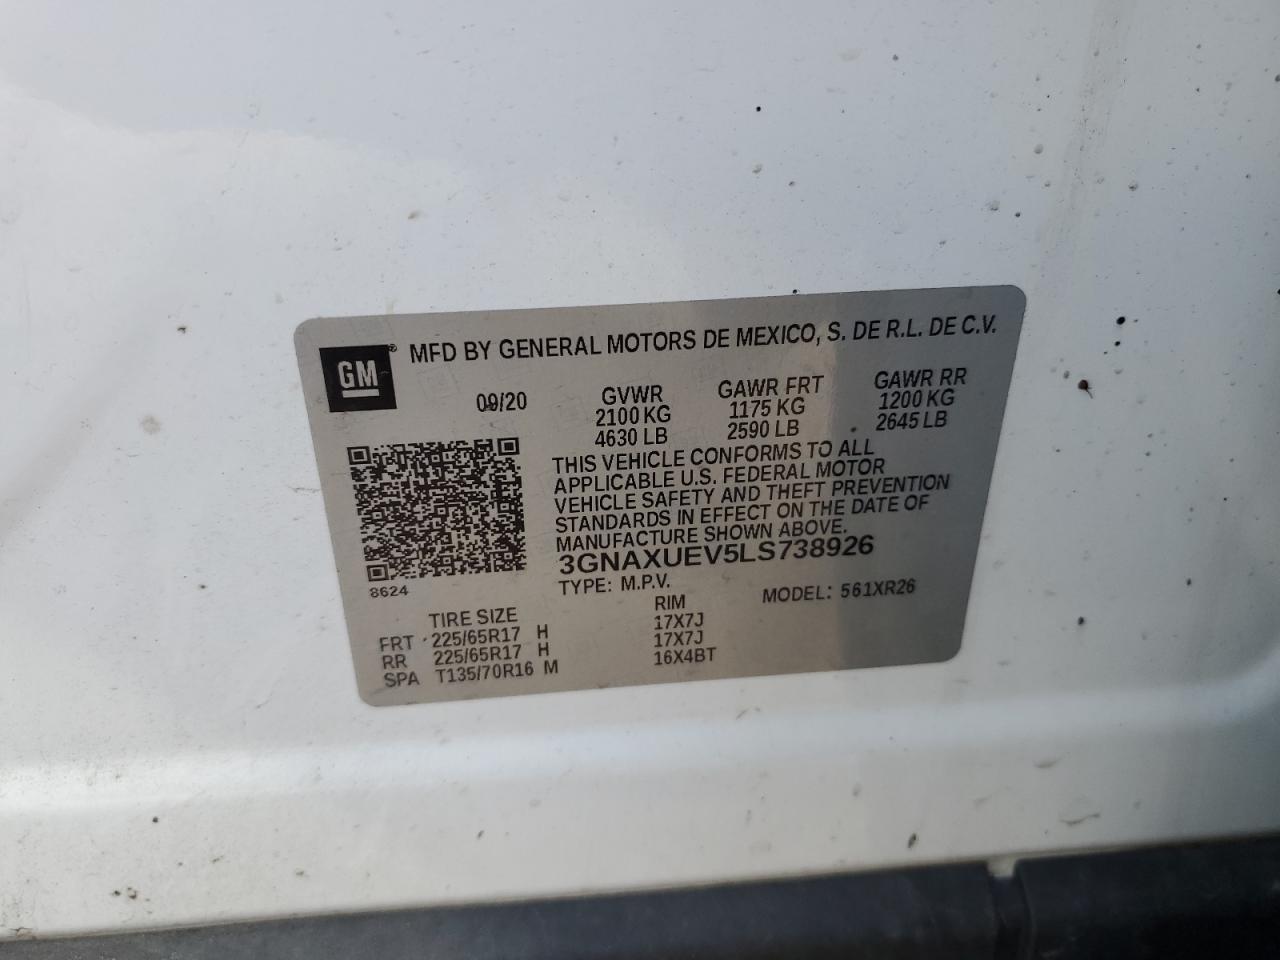 GM® MFD BY GENERAL MOTORS DE MEXICO, S. DE R.L. DE C.V.
09/20 GVWR GAWR FRT GAWR RR
2100 KG 1175 KG 1200 KG
4630 LB 2590 LB 2645 LB
THIS VEHICLE CONFORMS TO ALL
APPLICABLE U.S. FEDERAL MOTOR
VEHICLE SAFETY AND THEFT PREVENTION
STANDARDS IN EFFECT ON THE DATE OF
MANUFACTURE SHOWN ABOVE.
3GNAXUEV5LS738926
8624 TYPE: M.P.V. MODEL: 561XR26
TIRE SIZE RIM
FRT 225/65R17 H 17X7J
RR 225/65R17 H 17X7J
SPA T135/70R16 M 16X4BT